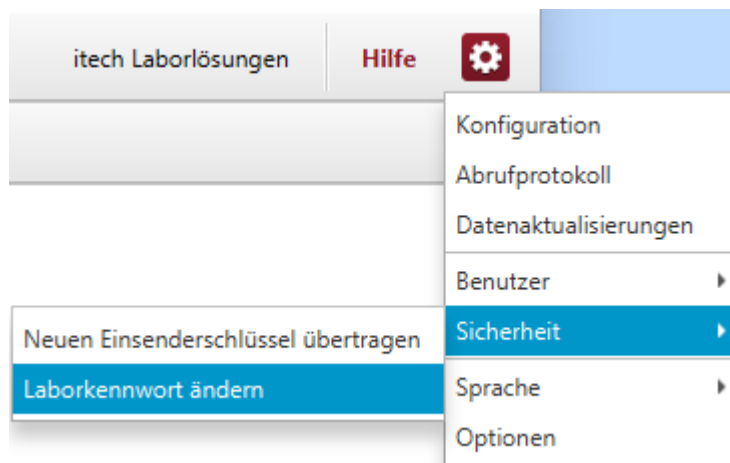 itech Laborlösungen
Hilfe
Konfiguration
Abrufprotokoll
Datenaktualisierungen
Benutzer
Sicherheit
Neuen Einsenderschlüssel übertragen
Laborkennwort ändern
Sprache
Optionen